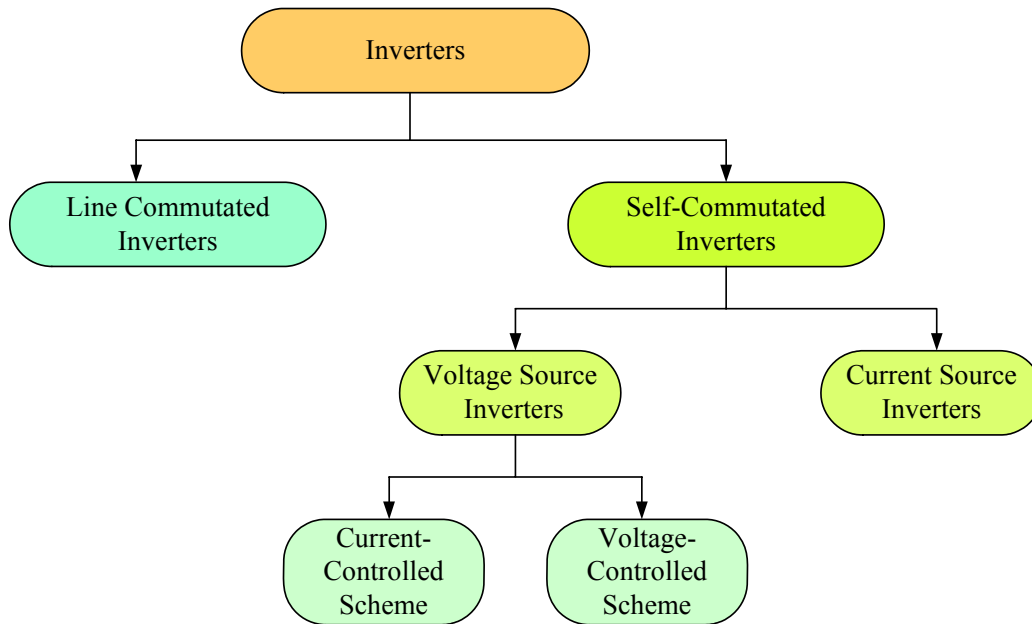 Inverters
Line Commutated
Inverters
Self-Commutated
Inverters
Voltage Source
Inverters
Current Source
Inverters
Current-
Controlled
Scheme
Voltage-
Controlled
Scheme